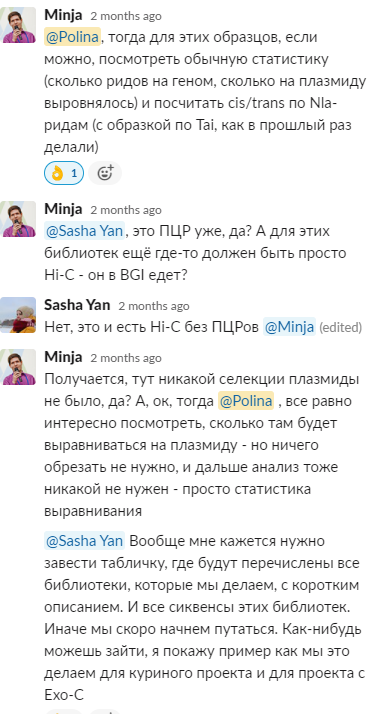 Minja 2 months ago
@Polina, тогда для этих образцов, если
можно, посмотреть обычную статистику
(сколько ридов на геном, сколько на плазмиду
выровнялось) и посчитать cis/trans по Nla-
ридам (с образкой по Tai, как в прошлый раз
делали)
1
Minja 2 months ago
@Sasha Yan, это ПЦР уже, да? А для этих
библиотек ещё где-то должен быть просто
Hi-C - он в BGI едет?
Sasha Yan 2 months ago
Нет, это и есть Hi-C без ПЦРов @Minja (edited)
Minja 2 months ago
Получается, тут никакой селекции плазмиды
не было, да? А, ок, тогда @Polina , все равно
интересно посмотреть, сколько там будет
выравниваться на плазмиду - но ничего
обрезать не нужно, и дальше анализ тоже
никакой не нужен - просто статистика
выравнивания
@Sasha Yan Вообще мне кажется нужно
завести табличку, где будут перечислены все
библиотеки, которые мы делаем, с коротким
описанием. И все сиквенсы этих библиотек.
Иначе мы скоро начнем путаться. Как-нибудь
можешь зайти, я покажу пример как мы это
делаем для куриного проекта и для проекта с
Exo-C